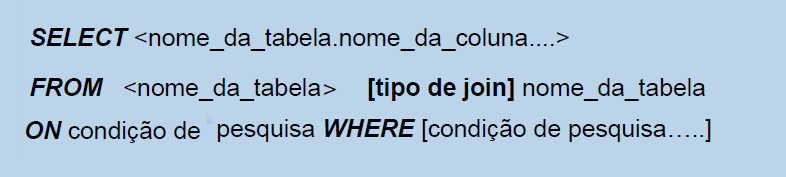 SELECT <nome_da_tabela.nome_da_coluna....>
FROM <nome_da_tabela> [tipo de join] nome_da_tabela
ON condição de pesquisa WHERE [condição de pesquisa…..]